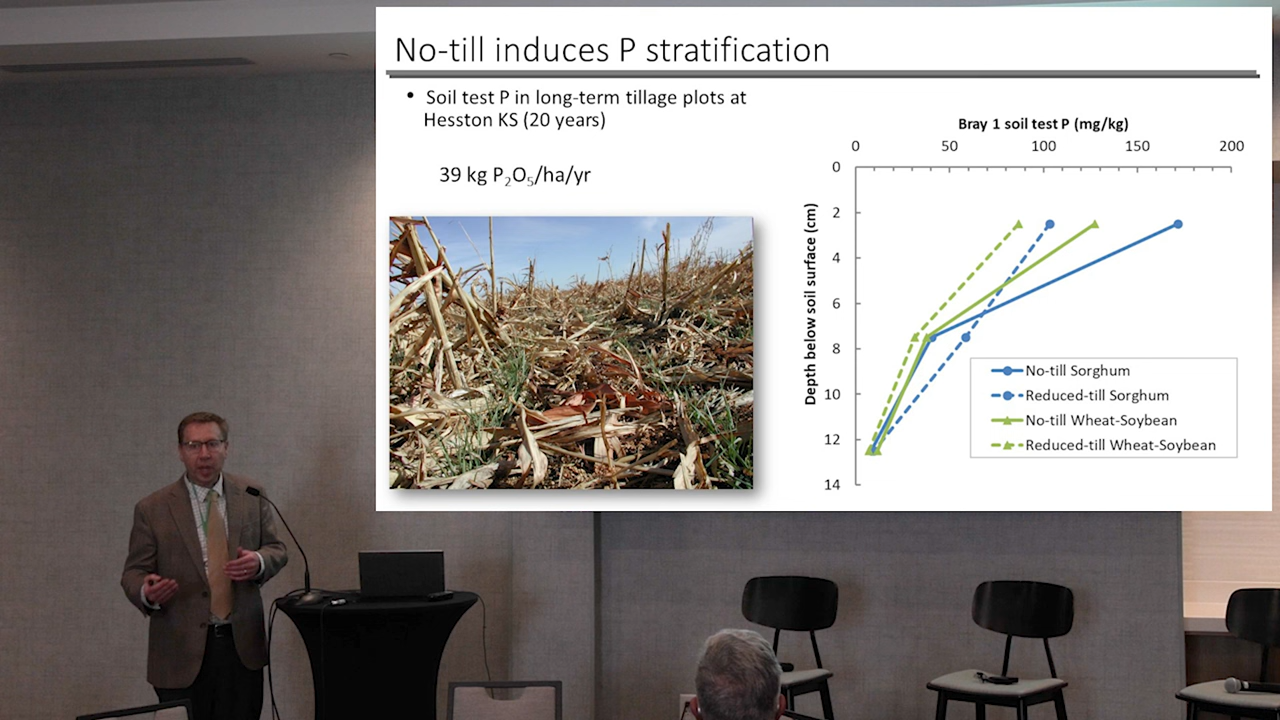 No-till induces P stratification
• Soil test P in long-term tillage plots at
Hesston KS (20 years)
39 kg P₂O₅/ha/yr
Bray 1 soil test P (mg/kg)
0 50 100 150 200
Depth below soil surface (cm)
0
2
4
6
8
10
12
14
No-till Sorghum
Reduced-till Sorghum
No-till Wheat-Soybean
Reduced-till Wheat-Soybean